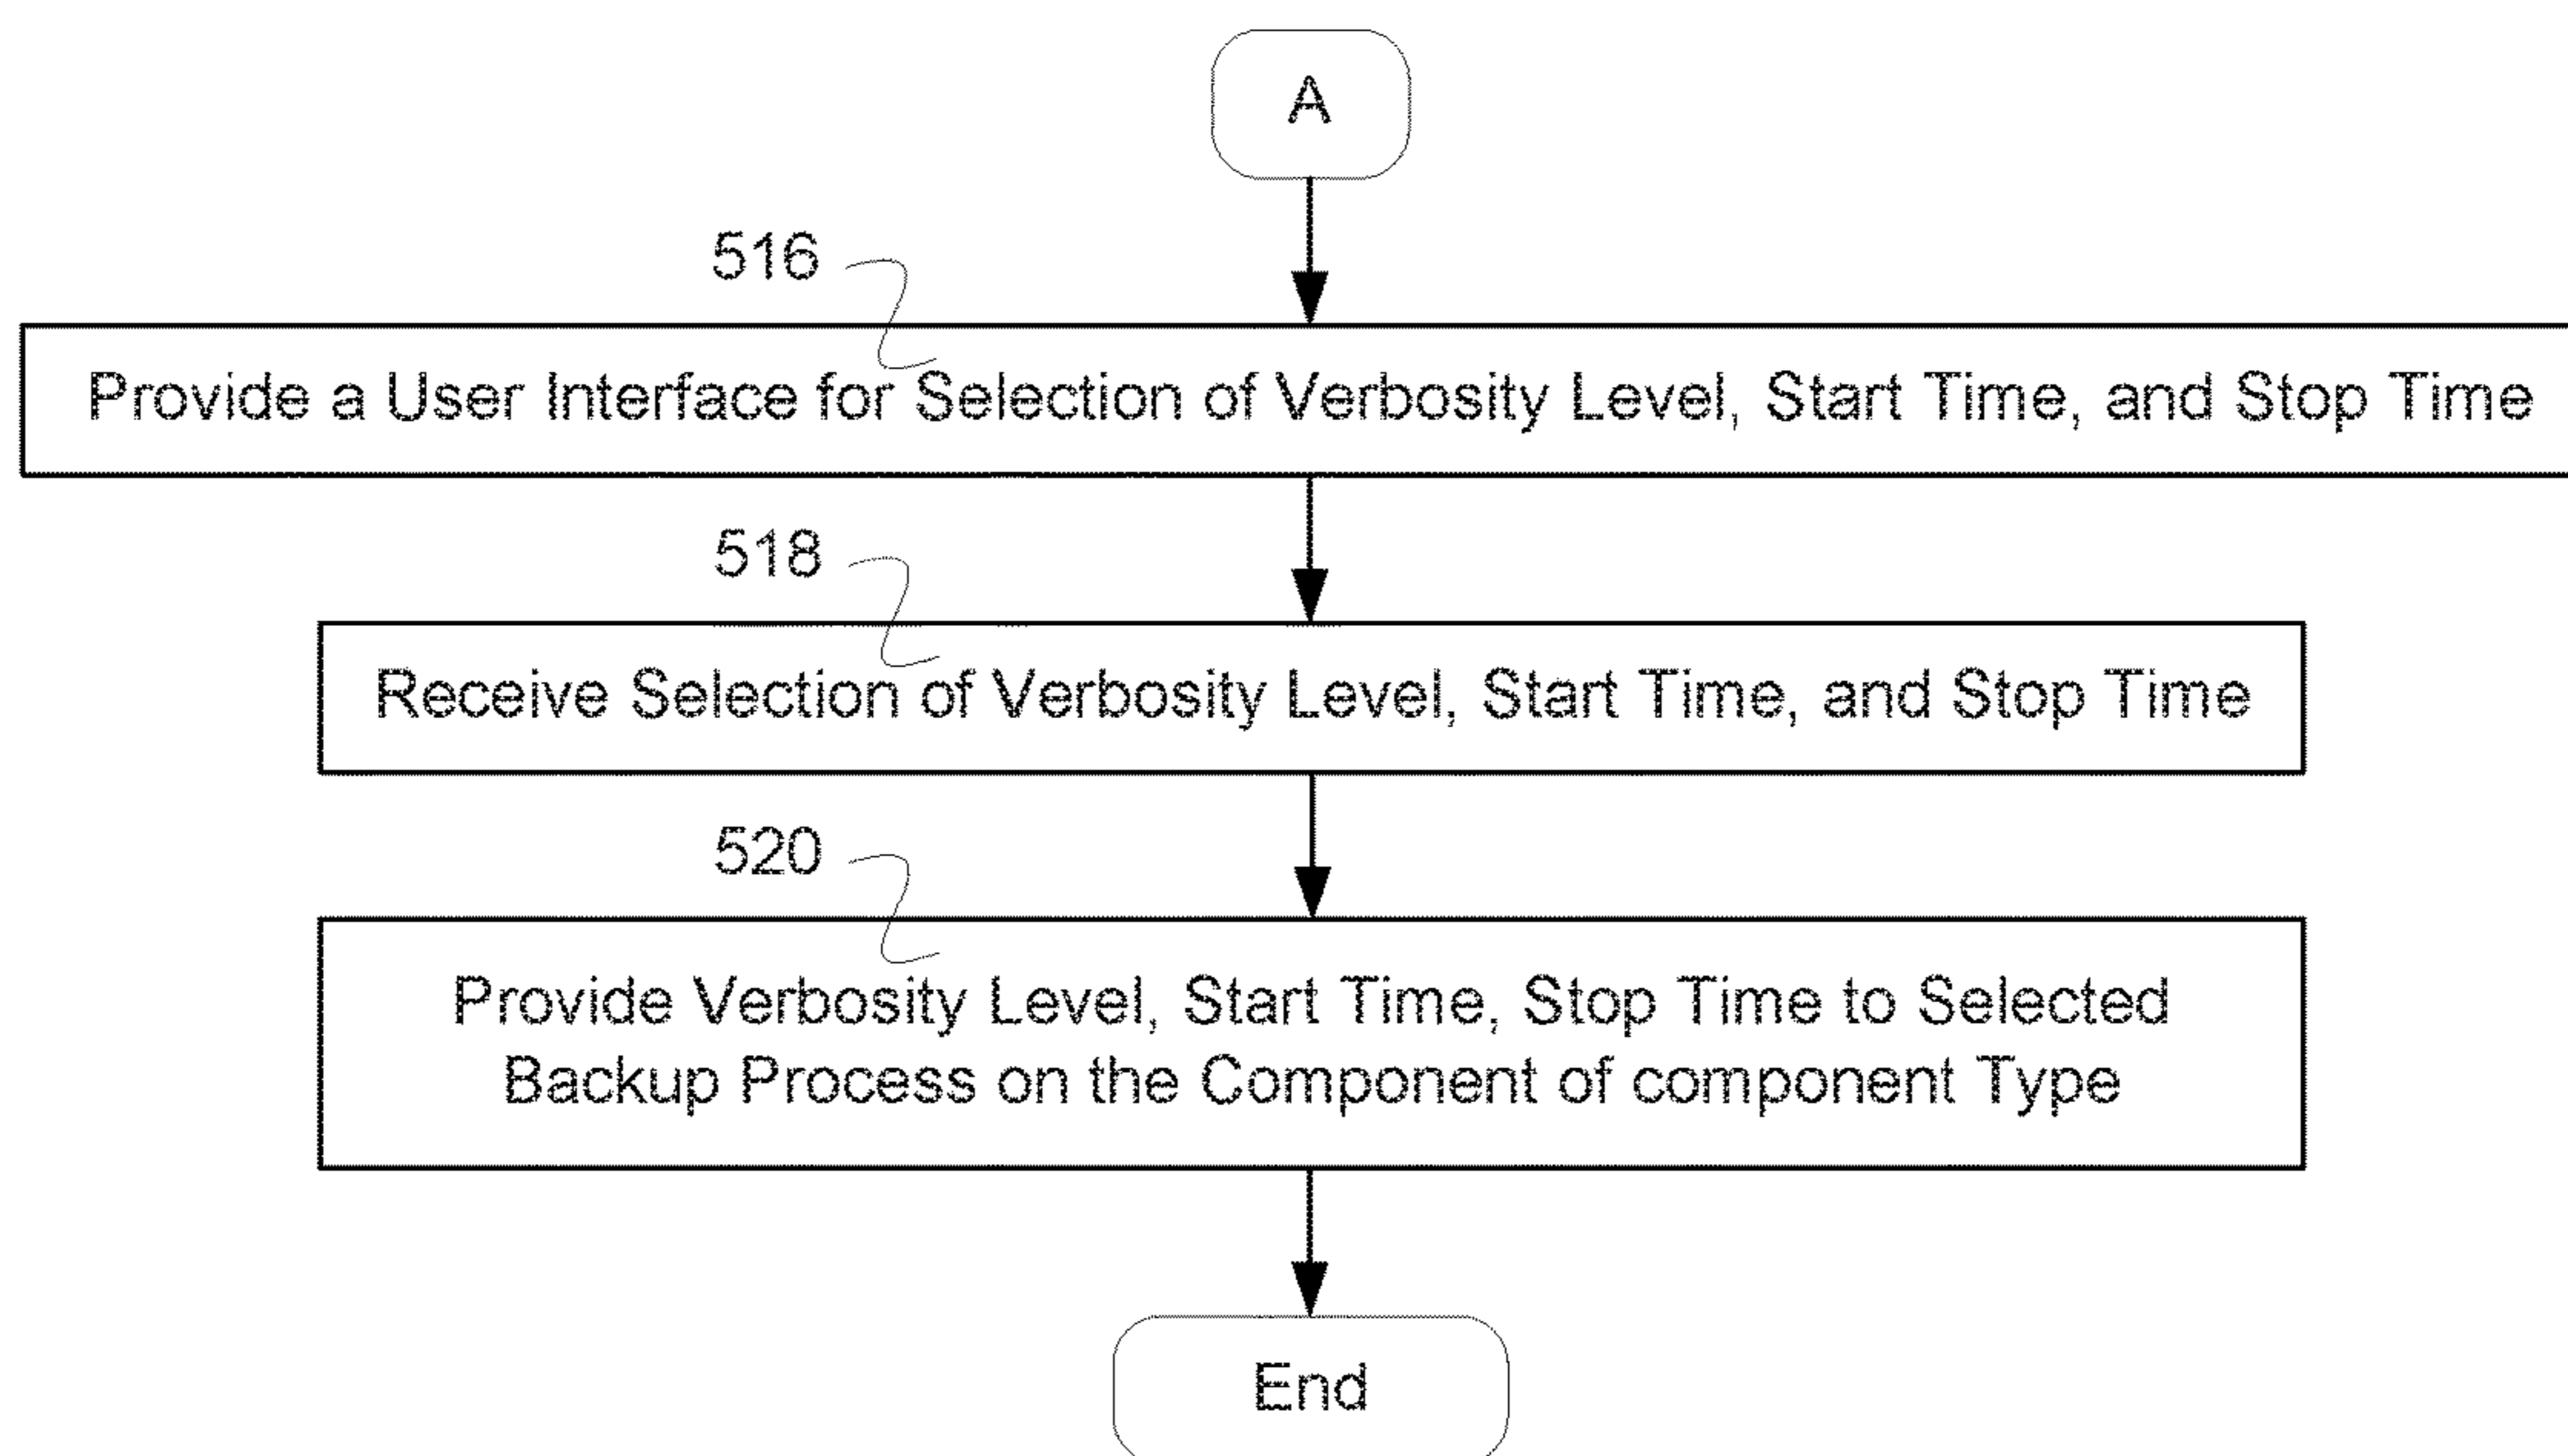 A
516
Provide a User Interface for Selection of Verbosity Level, Start Time, and Stop Time
518
Receive Selection of Verbosity Level, Start Time, and Stop Time
520
Provide Verbosity Level, Start Time, Stop Time to Selected
Backup Process on the Component of component Type
End